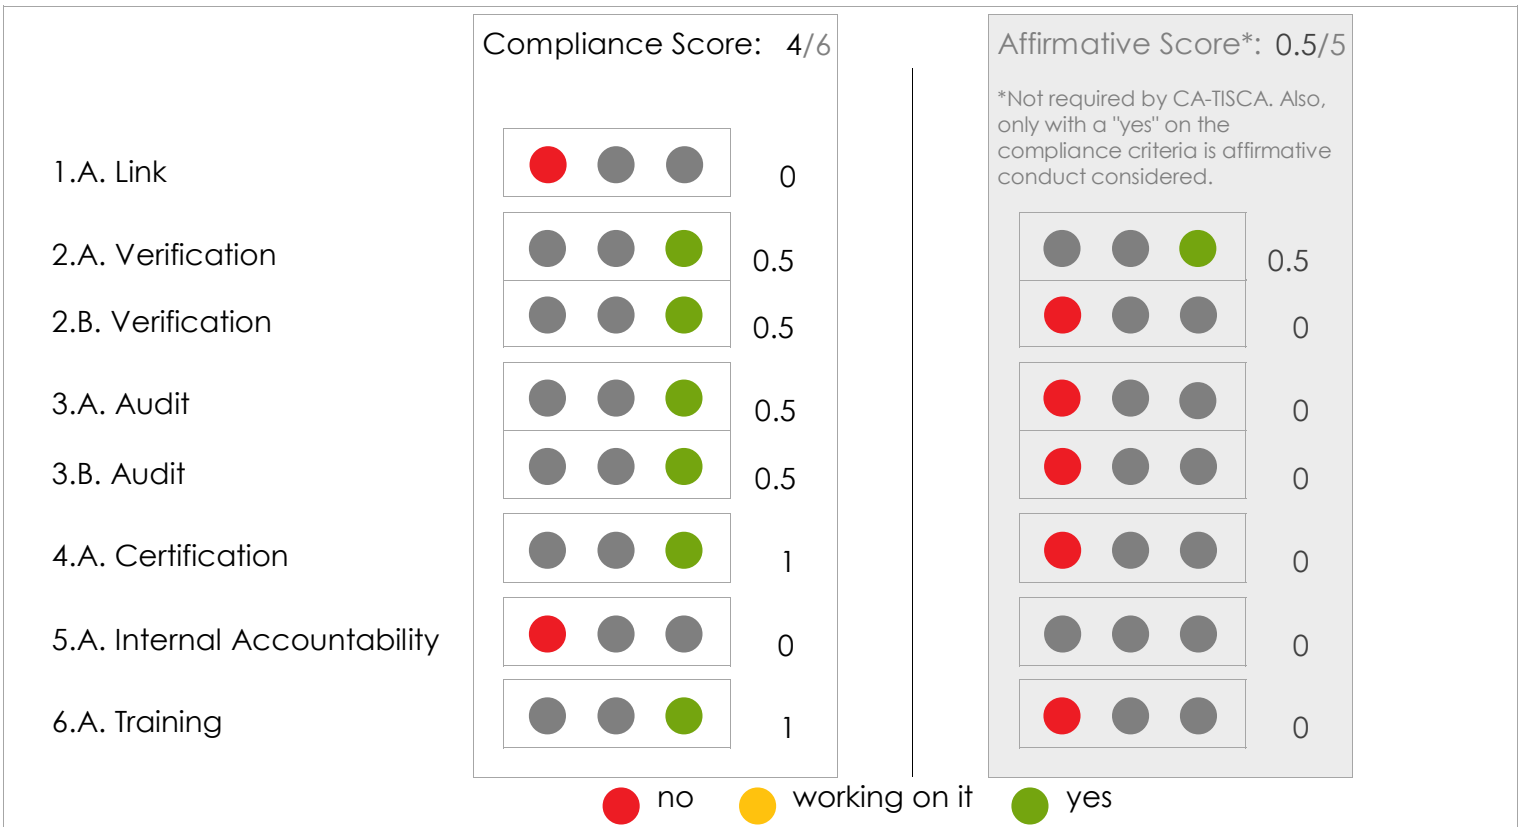 Compliance Score: 4/6
Affirmative Score*: 0.5/5
*Not required by CA-TISCA. Also,
only with a "yes" on the
compliance criteria is affirmative
conduct considered.
1.A. Link 0
2.A. Verification 0.5 0.5
2.B. Verification 0.5 0
3.A. Audit 0.5 0
3.B. Audit 0.5 0
4.A. Certification 1 0
5.A. Internal Accountability 0 0
6.A. Training 1 0
no working on it yes